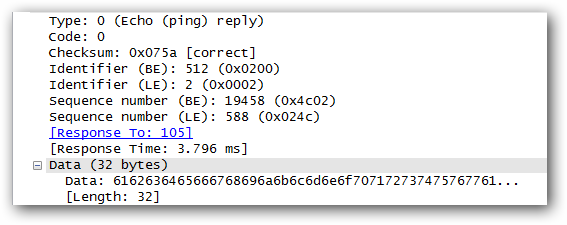 Type: 0 (Echo (ping) reply)
Code: 0
Checksum: 0x075a [correct]
Identifier (BE): 512 (0x0200)
Identifier (LE): 2 (0x0002)
Sequence number (BE): 19458 (0x4c02)
Sequence number (LE): 588 (0x024c)
[Response To: 105]
[Response Time: 3.796 ms]
Data (32 bytes)
Data: 6162636465666768696a6b6c6d6e6f7071727374757677​61...
[Length: 32]